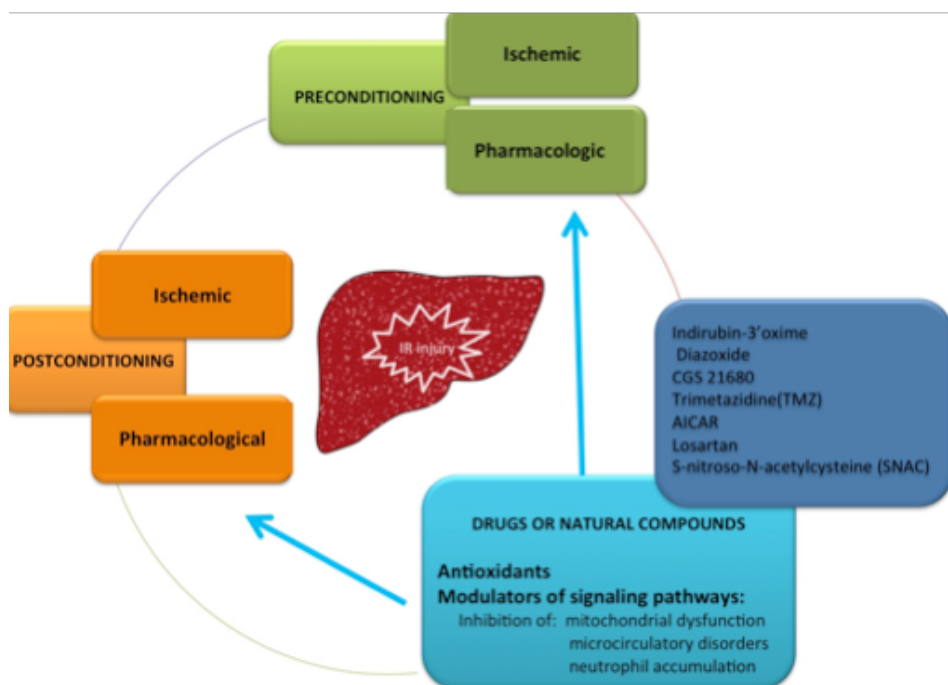 Ischemic
PRECONDITIONING
Pharmacologic
Ischemic
POSTCONDITIONING
Pharmacological
IR injury
Indirubin-3'oxime
Diazoxide
CGS 21680
Trimetazidine(TMZ)
AICAR
Losartan
S-nitroso-N-acetylcysteine (SNAC)
DRUGS OR NATURAL COMPOUNDS
Antioxidants
Modulators of signaling pathways:
Inhibition of: mitochondrial dysfunction
microcirculatory disorders
neutrophil accumulation